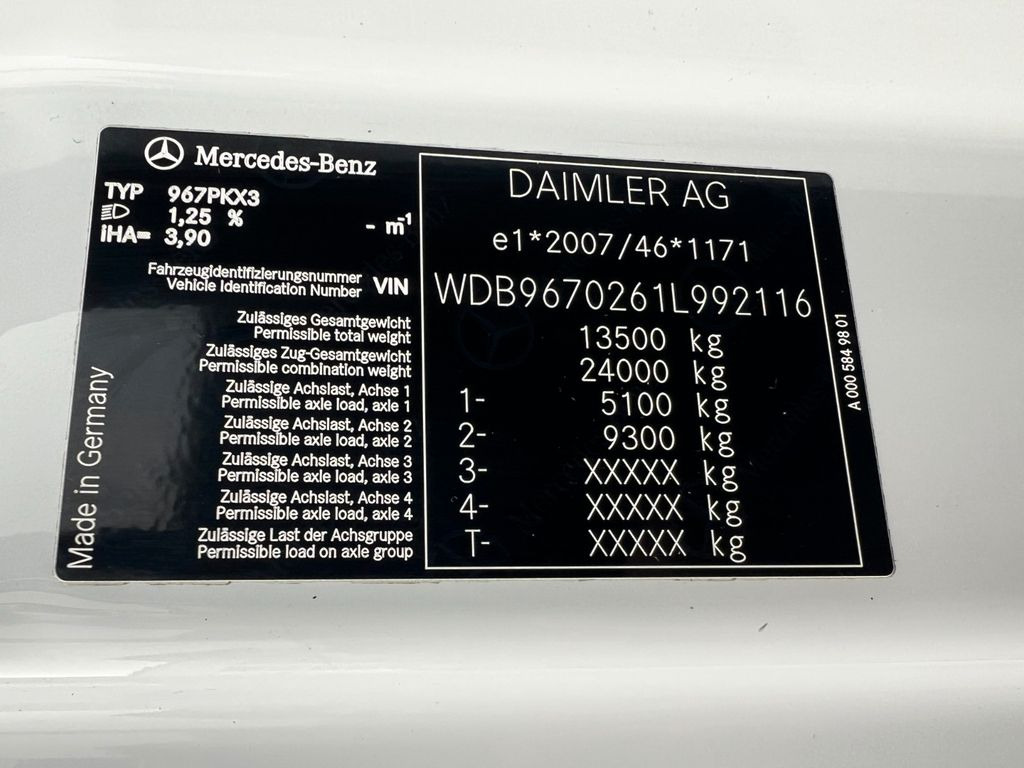 Mercedes-Benz
TYP 967PKX3
1,25 % - m⁻¹
iHA= 3,90
DAIMLER AG
e1*2007/46*1171
Fahrzeugidentifizierungsnummer
Vehicle Identification Number VIN
WDB9670261L992116
Zulässiges Gesamtgewicht
Permissible total weight
13500 kg
Zulässiges Zug-Gesamtgewicht
Permissible combination weight
24000 kg
Zulässige Achslast, Achse 1
Permissible axle load, axle 1
1- 5100 kg
Zulässige Achslast, Achse 2
Permissible axle load, axle 2
2- 9300 kg
Zulässige Achslast, Achse 3
Permissible axle load, axle 3
3- XXXXX kg
Zulässige Achslast, Achse 4
Permissible axle load, axle 4
4- XXXXX kg
Zulässige Last der Achsgruppe
Permissible load on axle group
T- XXXXX kg
Made in Germany
A 000 584 98 01